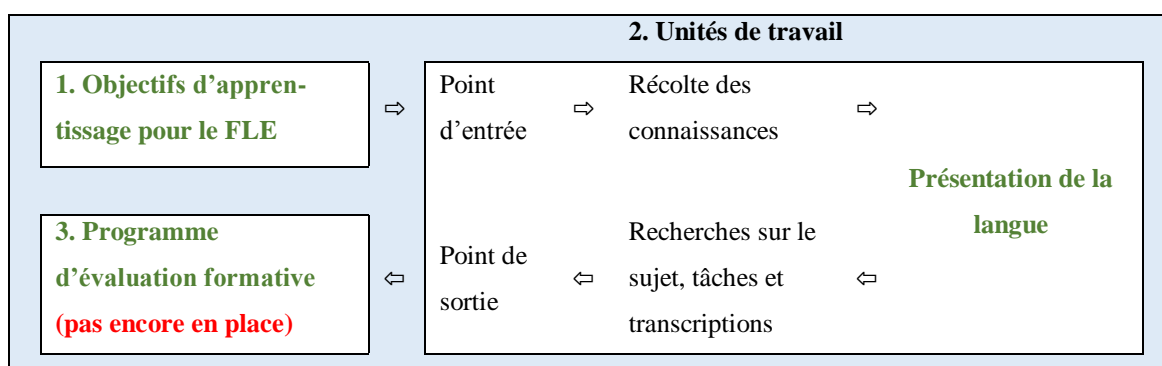 2. Unités de travail
1. Objectifs d’appren-
tissage pour le FLE
⇨
Point
d’entrée
⇨
Récolte des
connaissances
⇨
Présentation de la
langue
3. Programme
d’évaluation formative
(pas encore en place)
⇦
Point de
sortie
⇦
Recherches sur le
sujet, tâches et
transcriptions
⇦